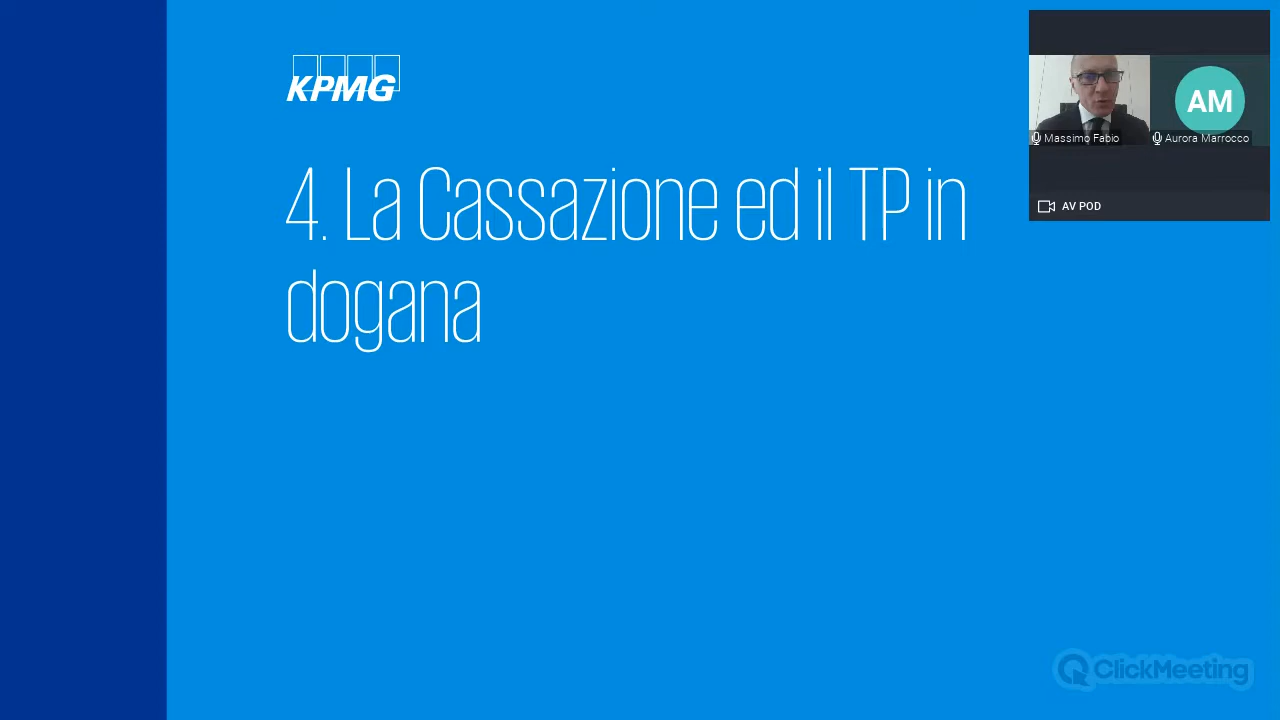 KPMG
4. La Cassazione ed il TP in
dogana
AM
Massimo Fabio
Aurora Marrocco
AV POD
ClickMeeting